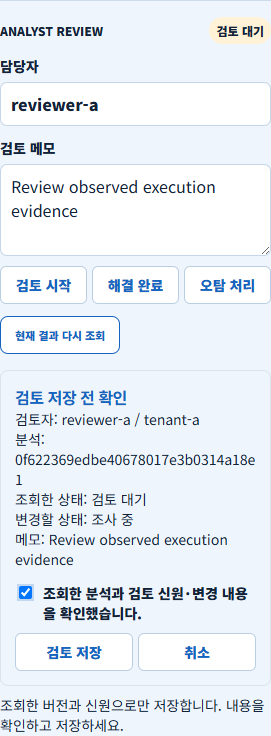 ANALYST REVIEW
검토 대기
담당자
reviewer-a
검토 메모
Review observed execution
evidence
검토 시작
해결 완료
오탐 처리
현재 결과 다시 조회
검토 저장 전 확인
검토자: reviewer-a / tenant-a
분석:
0f622369edbe40678017e3b0314a18e
1
조회한 상태: 검토 대기
변경할 상태: 조사 중
메모: Review observed execution
evidence
조회한 분석과 검토 신원·변경 내용
을 확인했습니다.
검토 저장
취소
조회한 버전과 신원으로만 저장합니다. 내용을
확인하고 저장하세요.